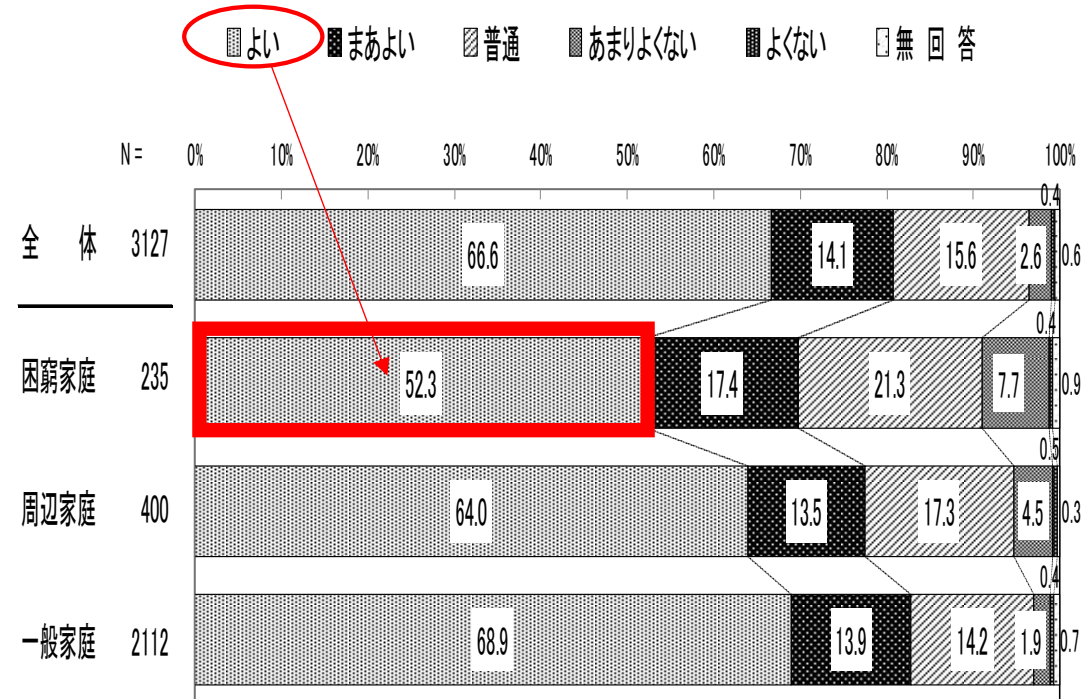 よい まあよい 普通 あまりよくない よくない 無 回 答
N = 0% 10% 20% 30% 40% 50% 60% 70% 80% 90% 100%
全 体 3127 66.6 14.1 15.6 2.6 0.4 0.6
困窮家庭 235 52.3 17.4 21.3 7.7 0.4 0.9
周辺家庭 400 64.0 13.5 17.3 4.5 0.5 0.3
一般家庭 2112 68.9 13.9 14.2 1.9 0.4 0.7